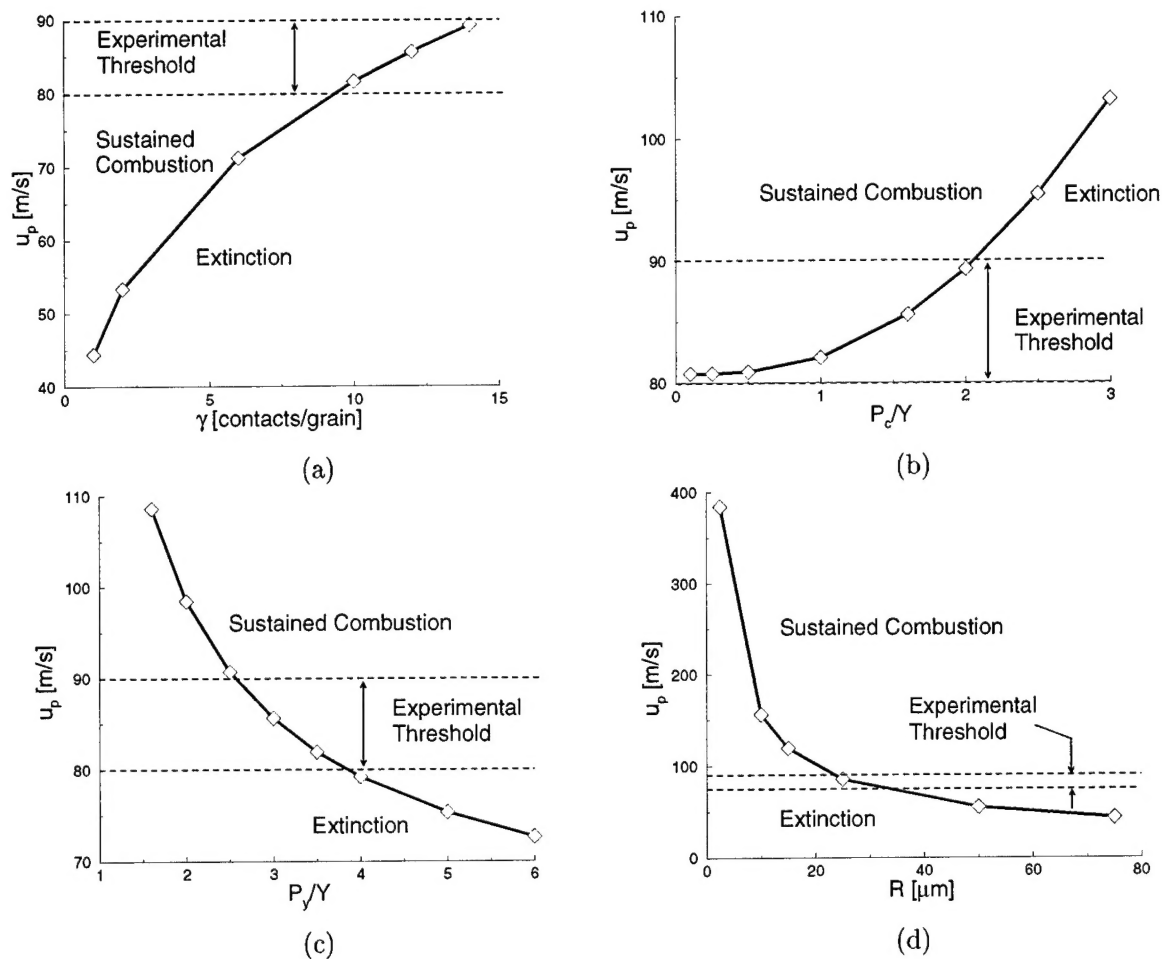 90
80
70
60
50
40
u_p [m/s]
Experimental
Threshold
Sustained
Combustion
Extinction
0
5
10
15
γ [contacts/grain]
(a)
110
100
90
80
u_p [m/s]
Sustained Combustion
Extinction
Experimental
Threshold
1
2
3
P_c/Y
(b)
110
100
90
80
70
u_p [m/s]
Sustained Combustion
Experimental
Threshold
Extinction
1
2
3
4
5
6
P_y/Y
(c)
400
300
200
100
0
u_p [m/s]
Sustained Combustion
Experimental
Threshold
Extinction
0
20
40
60
80
R [μm]
(d)